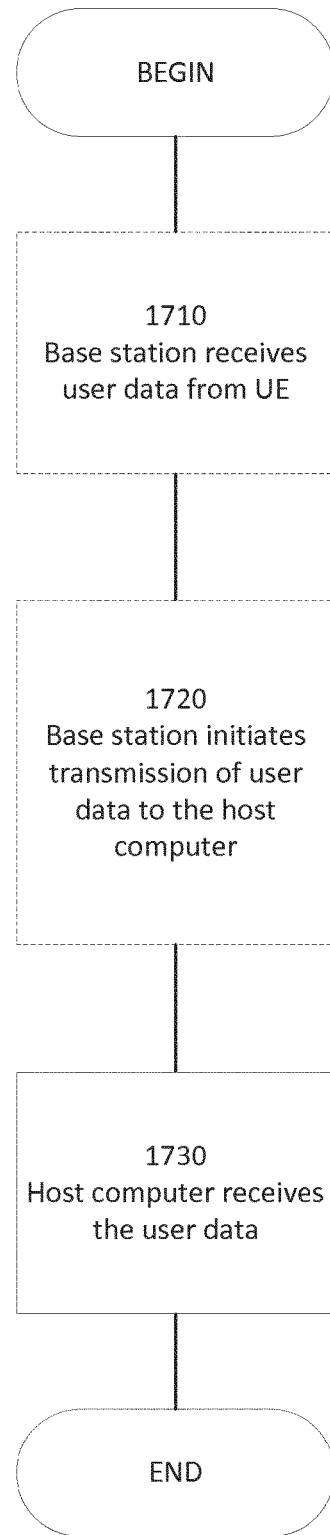 BEGIN
1710
Base station receives
user data from UE
1720
Base station initiates
transmission of user
data to the host
computer
1730
Host computer receives
the user data
END